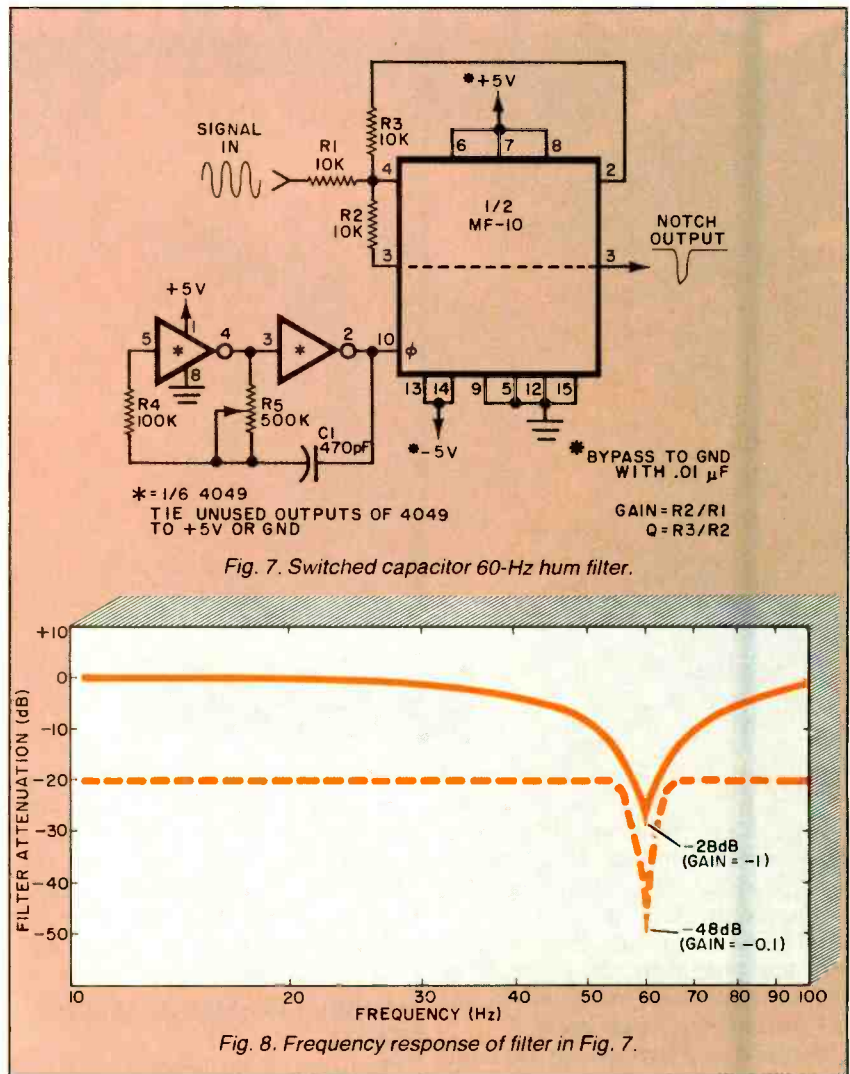 *+5V
SIGNAL
IN
R3
10K
R1
10K
6 7 8
4
2
R2
10K
1/2
MF-10
NOTCH
OUTPUT
3
3
+5V
5
1
4
3
2
10
ϕ
*
*
8
R4
100K
R5
500K
C1
470pF
13 14
9 5 12 15
*-5V
*BYPASS TO GND
WITH .01 µF
*= 1/6 4049
TIE UNUSED OUTPUTS OF 4049
TO +5V OR GND
GAIN=R2/R1
Q=R3/R2
Fig. 7. Switched capacitor 60-Hz hum filter.
+10
0
-10
-20
-30
-40
-50
FILTER ATTENUATION (dB)
-28dB
(GAIN = -1)
-48dB
(GAIN = -0.1)
10 20 30 40 50 60 70 80 90 100
FREQUENCY (Hz)
Fig. 8. Frequency response of filter in Fig. 7.